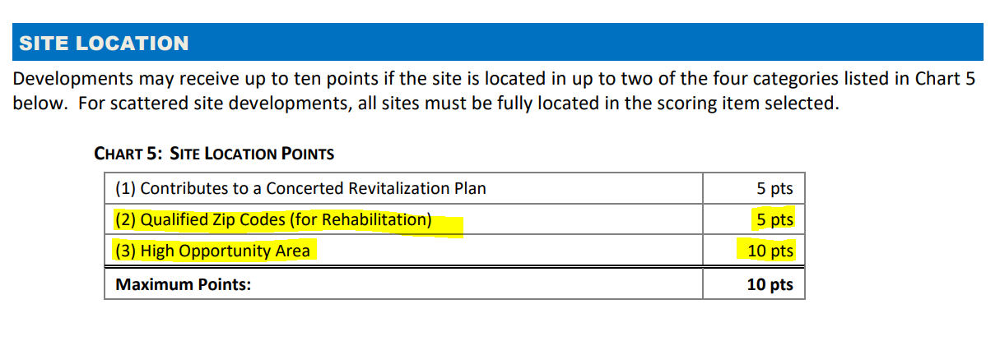 SITE LOCATION
Developments may receive up to ten points if the site is located in up to two of the four categories listed in Chart 5
below. For scattered site developments, all sites must be fully located in the scoring item selected.
CHART 5: SITE LOCATION POINTS
(1) Contributes to a Concerted Revitalization Plan 5 pts
(2) Qualified Zip Codes (for Rehabilitation) 5 pts
(3) High Opportunity Area 10 pts
Maximum Points: 10 pts